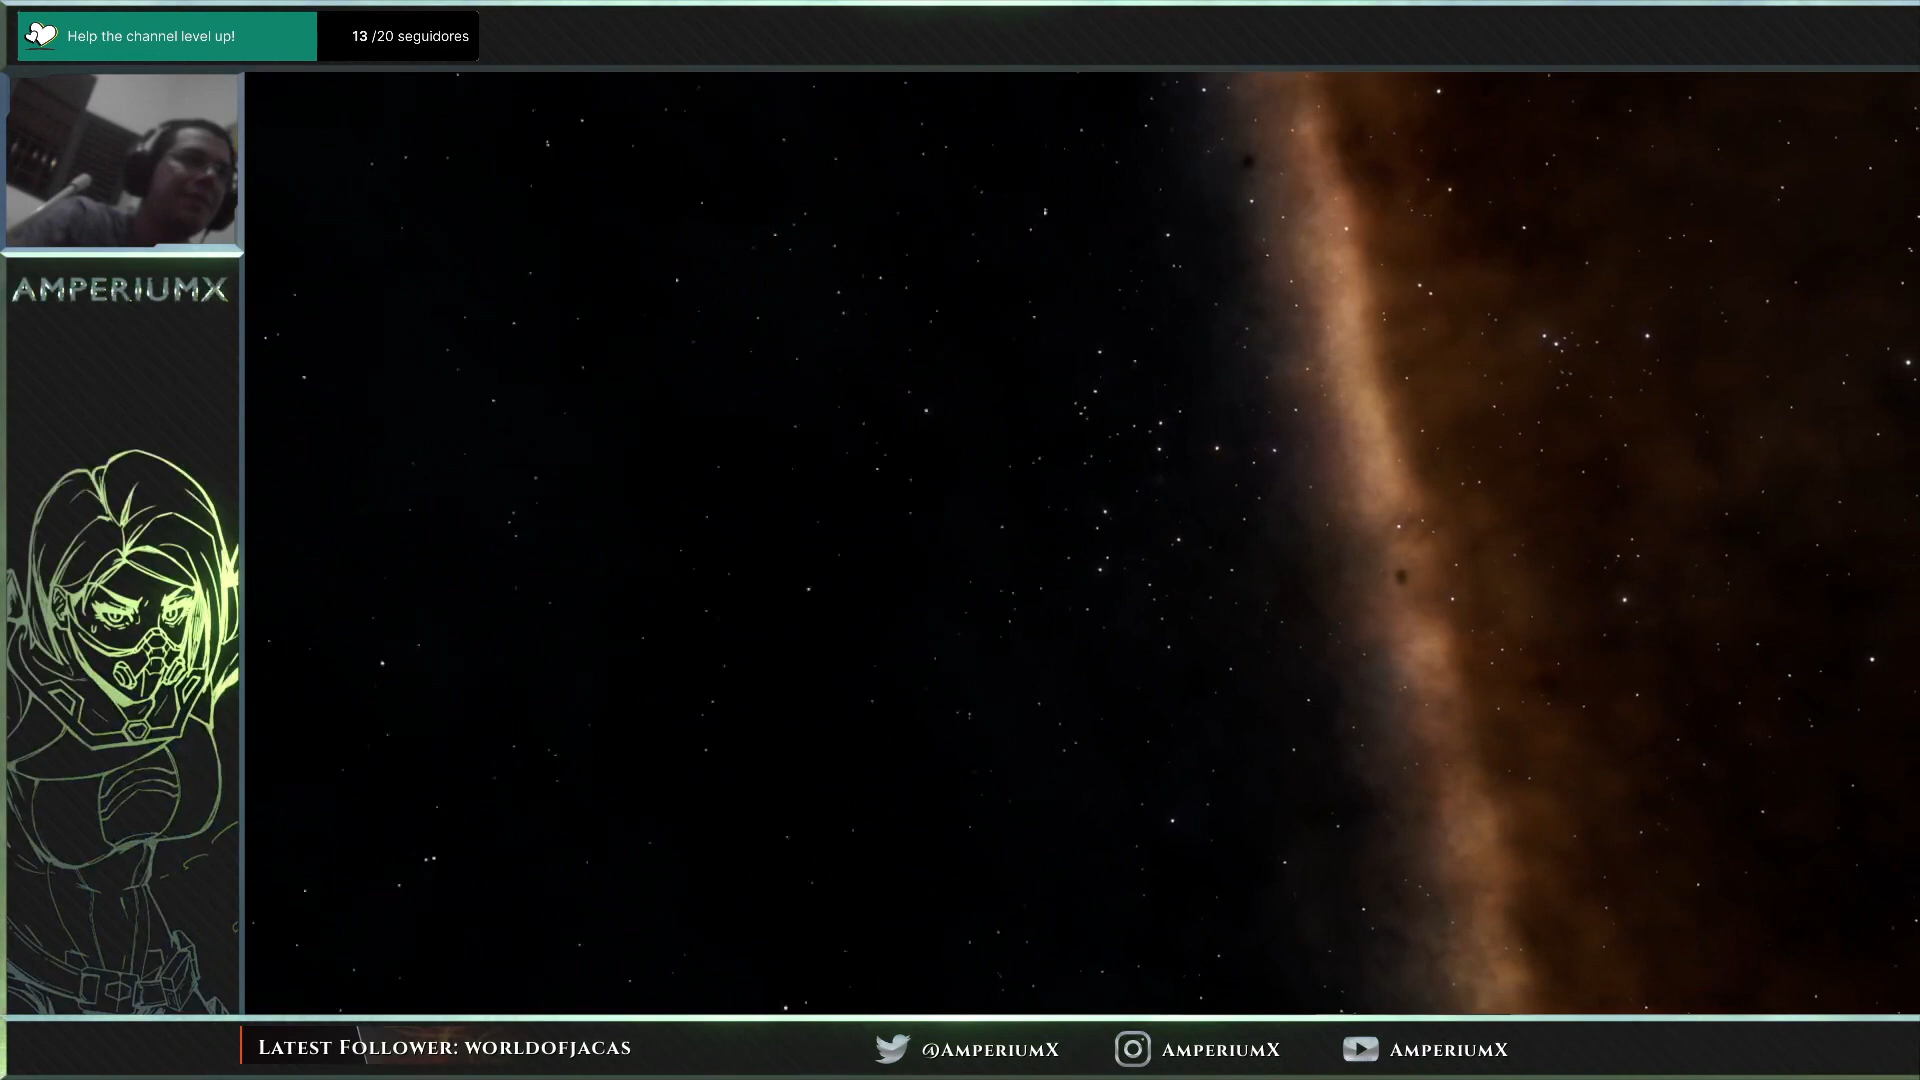 Help the channel level up!
13 /20 seguidores
AMPERIUMX
Latest Follower: worldofjacas
@AmperiumX
AmperiumX
AmperiumX